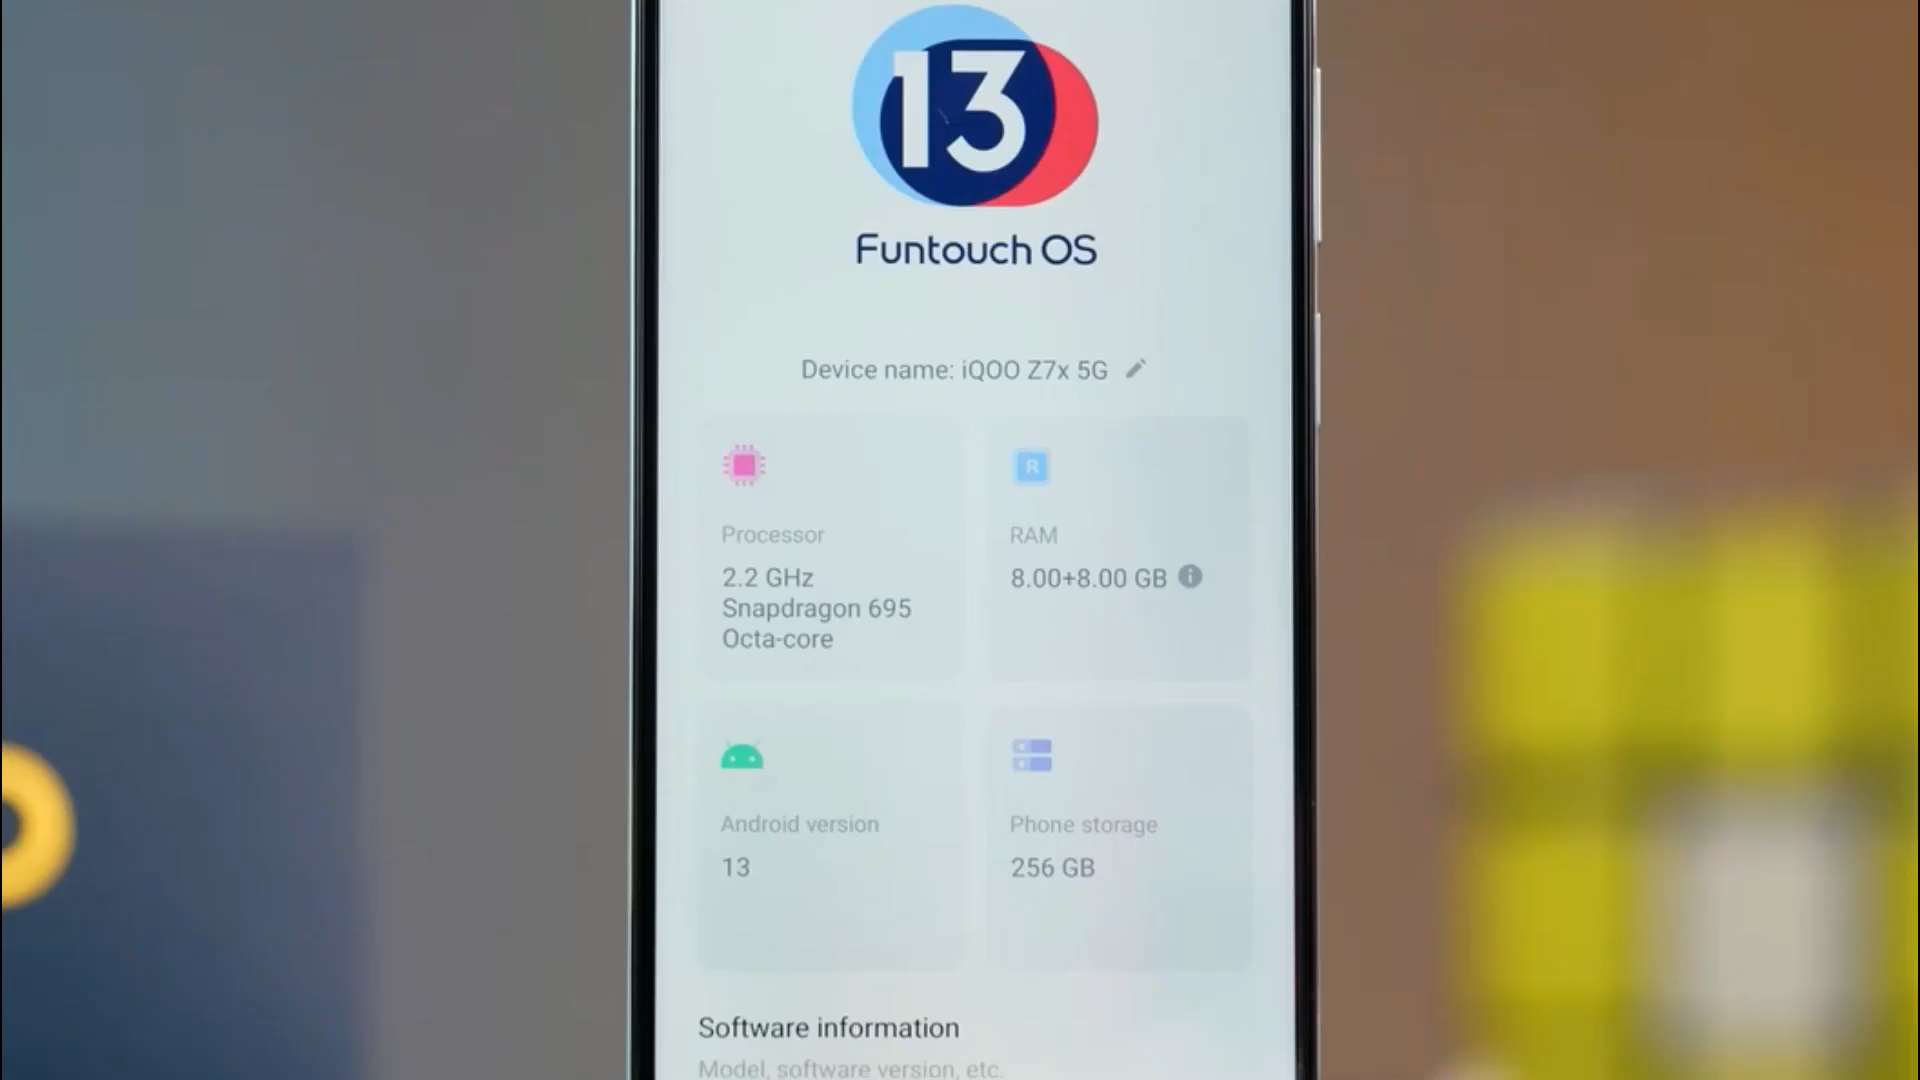 13
Funtouch OS
Device name: iQOO Z7x 5G
R
Processor
2.2 GHz
Snapdragon 695
Octa-core
RAM
8.00+8.00 GB
Android version
13
Phone storage
256 GB
Software information
Model, software version, etc.